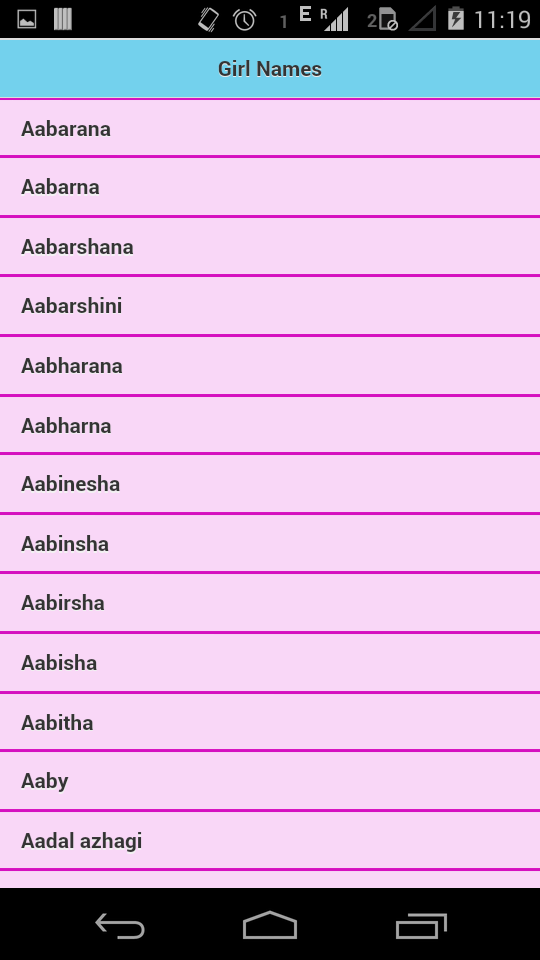 1 E R 2 11:19
Girl Names
Aabarana
Aabarna
Aabarshana
Aabarshini
Aabharana
Aabharna
Aabinesha
Aabinsha
Aabirsha
Aabisha
Aabitha
Aaby
Aadal azhagi